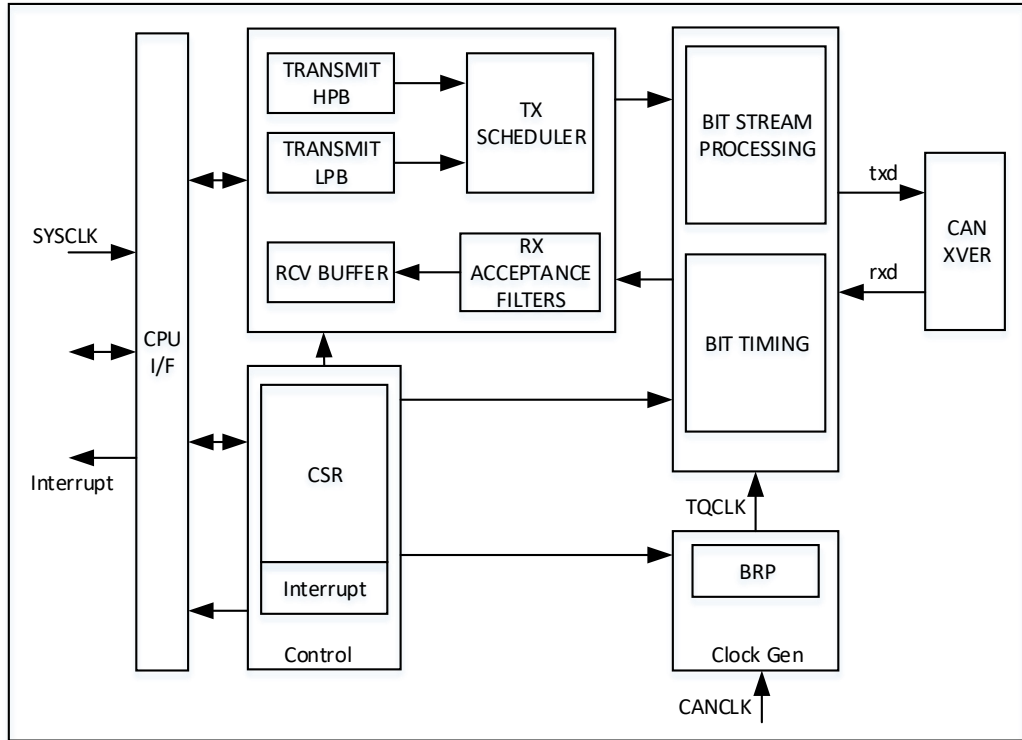 TRANSMIT
HPB
TX
SCHEDULER
TRANSMIT
LPB
BIT STREAM
PROCESSING
txd
CAN
XVER
rxd
SYSCLK
RCV BUFFER
RX
ACCEPTANCE
FILTERS
BIT TIMING
CPU
I/F
Interrupt
CSR
Interrupt
Control
TQCLK
BRP
Clock Gen
CANCLK